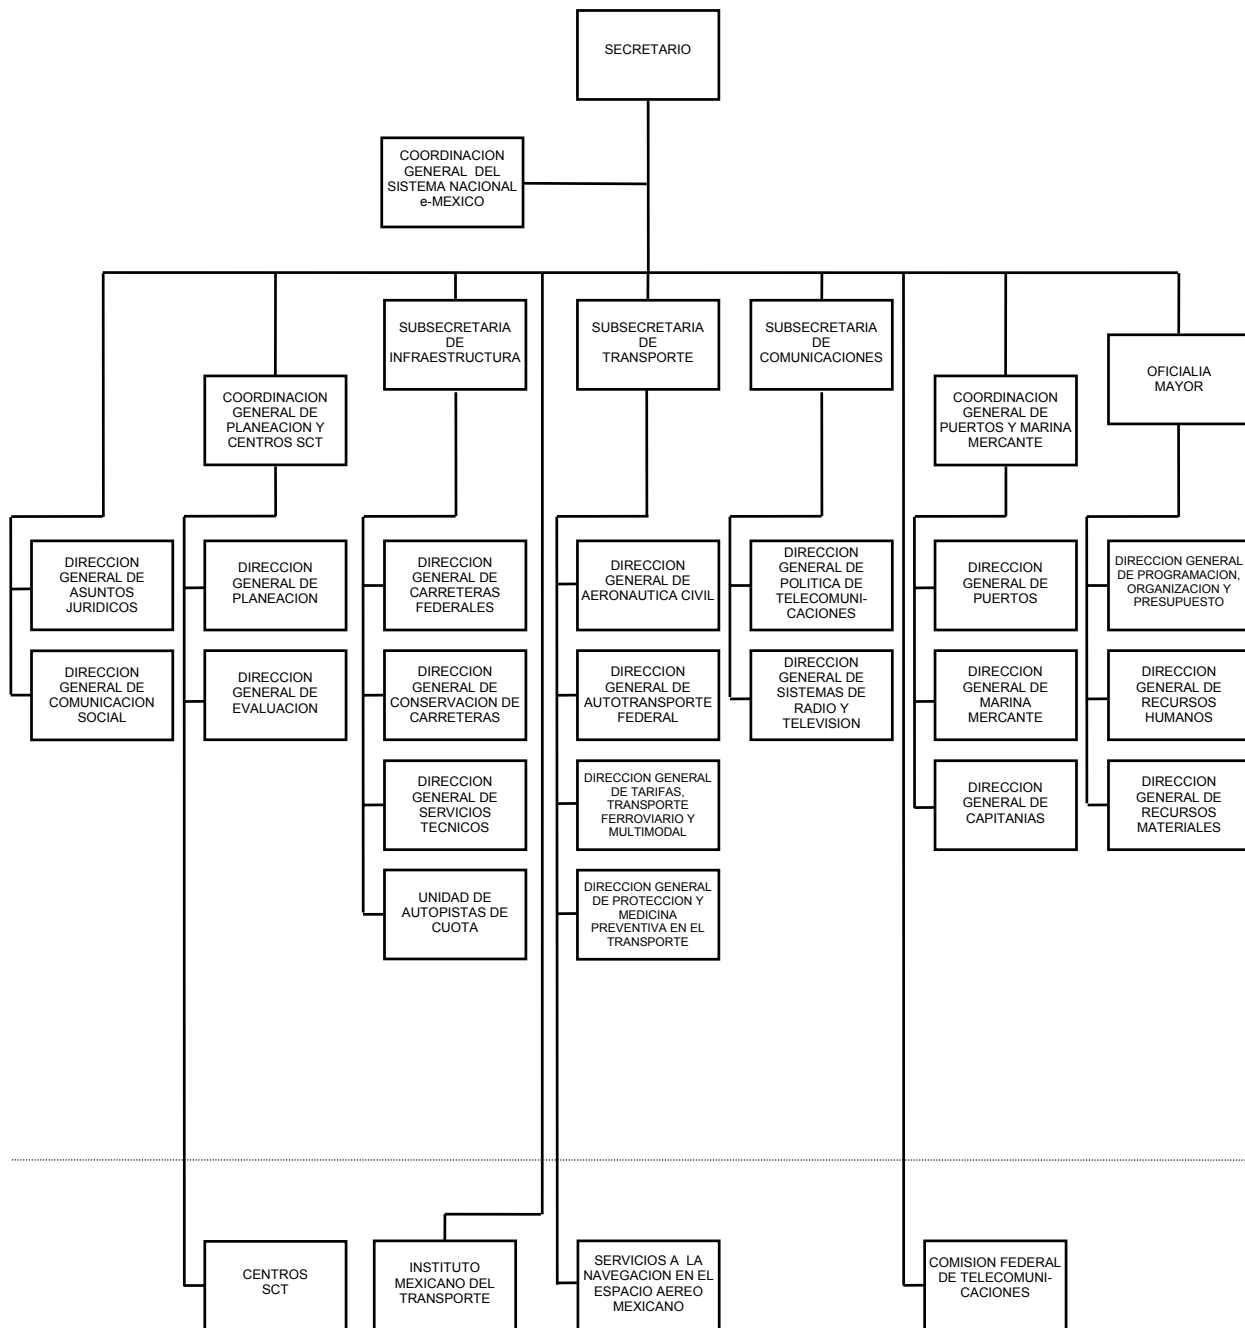 SECRETARIO
COORDINACION
GENERAL DEL
SISTEMA NACIONAL
e-MEXICO
SUBSECRETARIA
DE
INFRAESTRUCTURA
SUBSECRETARIA
DE
TRANSPORTE
SUBSECRETARIA
DE
COMUNICACIONES
OFICIALIA
MAYOR
COORDINACION
GENERAL DE
PLANEACION Y
CENTROS SCT
COORDINACION
GENERAL DE
PUERTOS Y MARINA
MERCANTE
DIRECCION
GENERAL DE
ASUNTOS
JURIDICOS
DIRECCION
GENERAL DE
PLANEACION
DIRECCION
GENERAL DE
CARRETERAS
FEDERALES
DIRECCION
GENERAL DE
AERONAUTICA CIVIL
DIRECCION
GENERAL DE
POLITICA DE
TELECOMUNI-
CACIONES
DIRECCION
GENERAL DE
PUERTOS
DIRECCION GENERAL
DE PROGRAMACION,
ORGANIZACION Y
PRESUPUESTO
DIRECCION
GENERAL DE
COMUNICACION
SOCIAL
DIRECCION
GENERAL DE
EVALUACION
DIRECCION
GENERAL DE
CONSERVACION DE
CARRETERAS
DIRECCION
GENERAL DE
AUTOTRANSPORTE
FEDERAL
DIRECCION
GENERAL DE
SISTEMAS DE
RADIO Y
TELEVISION
DIRECCION
GENERAL DE
MARINA
MERCANTE
DIRECCION
GENERAL DE
RECURSOS
HUMANOS
DIRECCION
GENERAL DE
SERVICIOS
TECNICOS
DIRECCION GENERAL
DE TARIFAS,
TRANSPORTE
FERROVIARIO Y
MULTIMODAL
DIRECCION
GENERAL DE
CAPITANIAS
DIRECCION
GENERAL DE
RECURSOS
MATERIALES
UNIDAD DE
AUTOPISTAS DE
CUOTA
DIRECCION GENERAL
DE PROTECCION Y
MEDICINA
PREVENTIVA EN EL
TRANSPORTE
CENTROS
SCT
INSTITUTO
MEXICANO DEL
TRANSPORTE
SERVICIOS A LA
NAVEGACION EN EL
ESPACIO AEREO
MEXICANO
COMISION FEDERAL
DE TELECOMUNI-
CACIONES